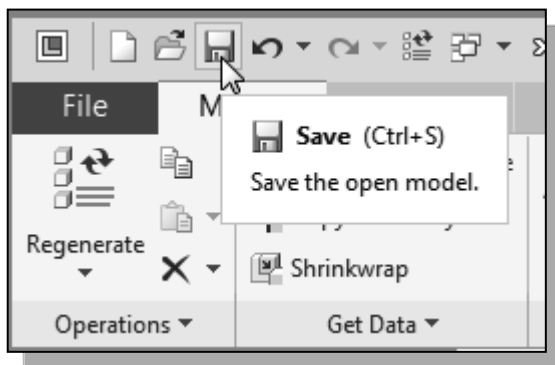 File M
Save (Ctrl+S)
Save the open model.
Regenerate
Shrinkwrap
Operations
Get Data